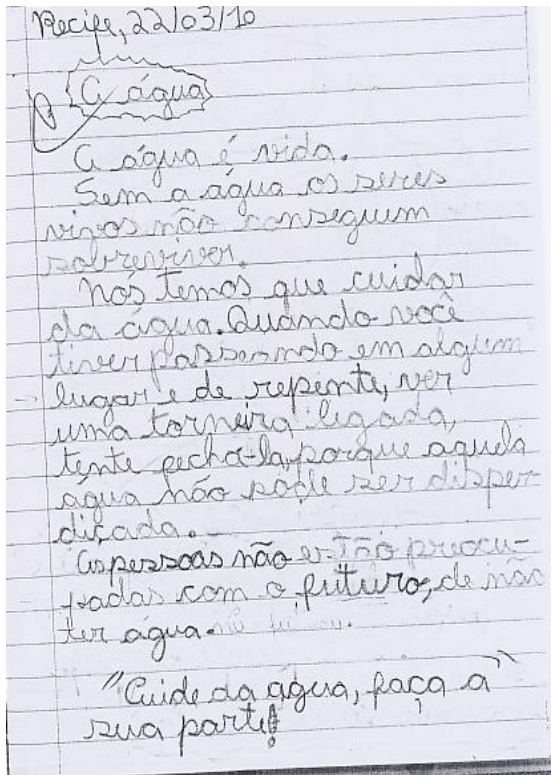 Recife, 22/03/10
A água
A água é vida.
Sem a água os seres
vivos não conseguem
sobreviver.
Nós temos que cuidar
da água. Quando você
tiver passeando em algum
lugar e de repente, ver
uma torneira ligada,
tente fechá-la, porque aquela
água não pode ser disper-
diçada.
As pessoas não estão preocu-
padas com o futuro, de não
ter água.
"Cuide da água, faça a"
sua parte!